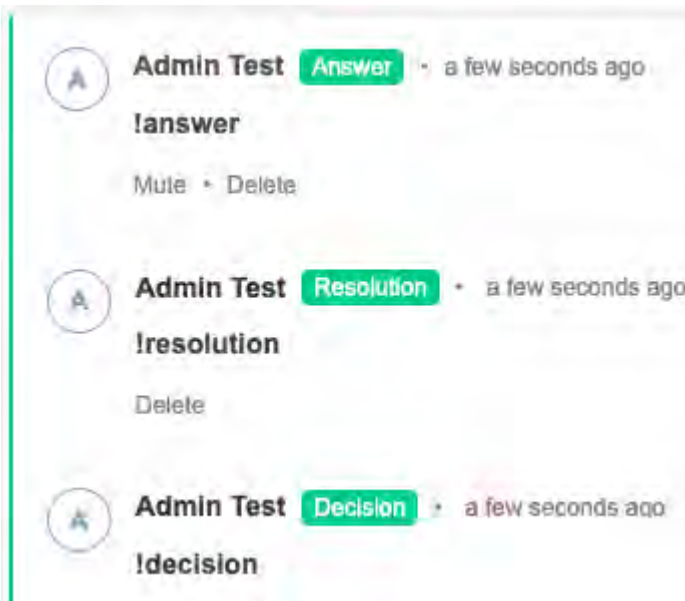 A Admin Test Answer • a few seconds ago
!answer
Mute • Delete
A Admin Test Resolution • a few seconds ago
!resolution
Delete
A Admin Test Decision • a few seconds ago
!decision